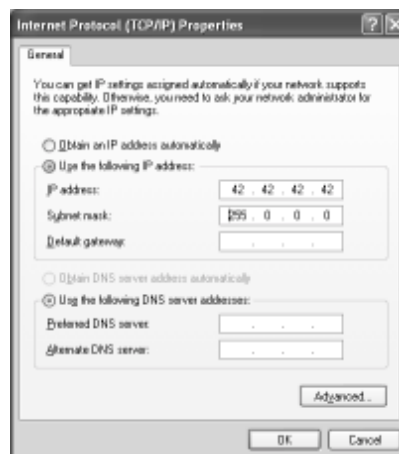 Internet Protocol (TCP/IP) Properties
General
You can get IP settings assigned automatically if your network supports
this capability. Otherwise, you need to ask your network administrator for
the appropriate IP settings.
Obtain an IP address automatically
Use the following IP address:
IP address: 42 . 42 . 42 . 42
Subnet mask: 255 . 0 . 0 . 0
Default gateway: . . .
Obtain DNS server address automatically
Use the following DNS server addresses:
Preferred DNS server: . . .
Alternate DNS server: . . .
Advanced...
OK Cancel